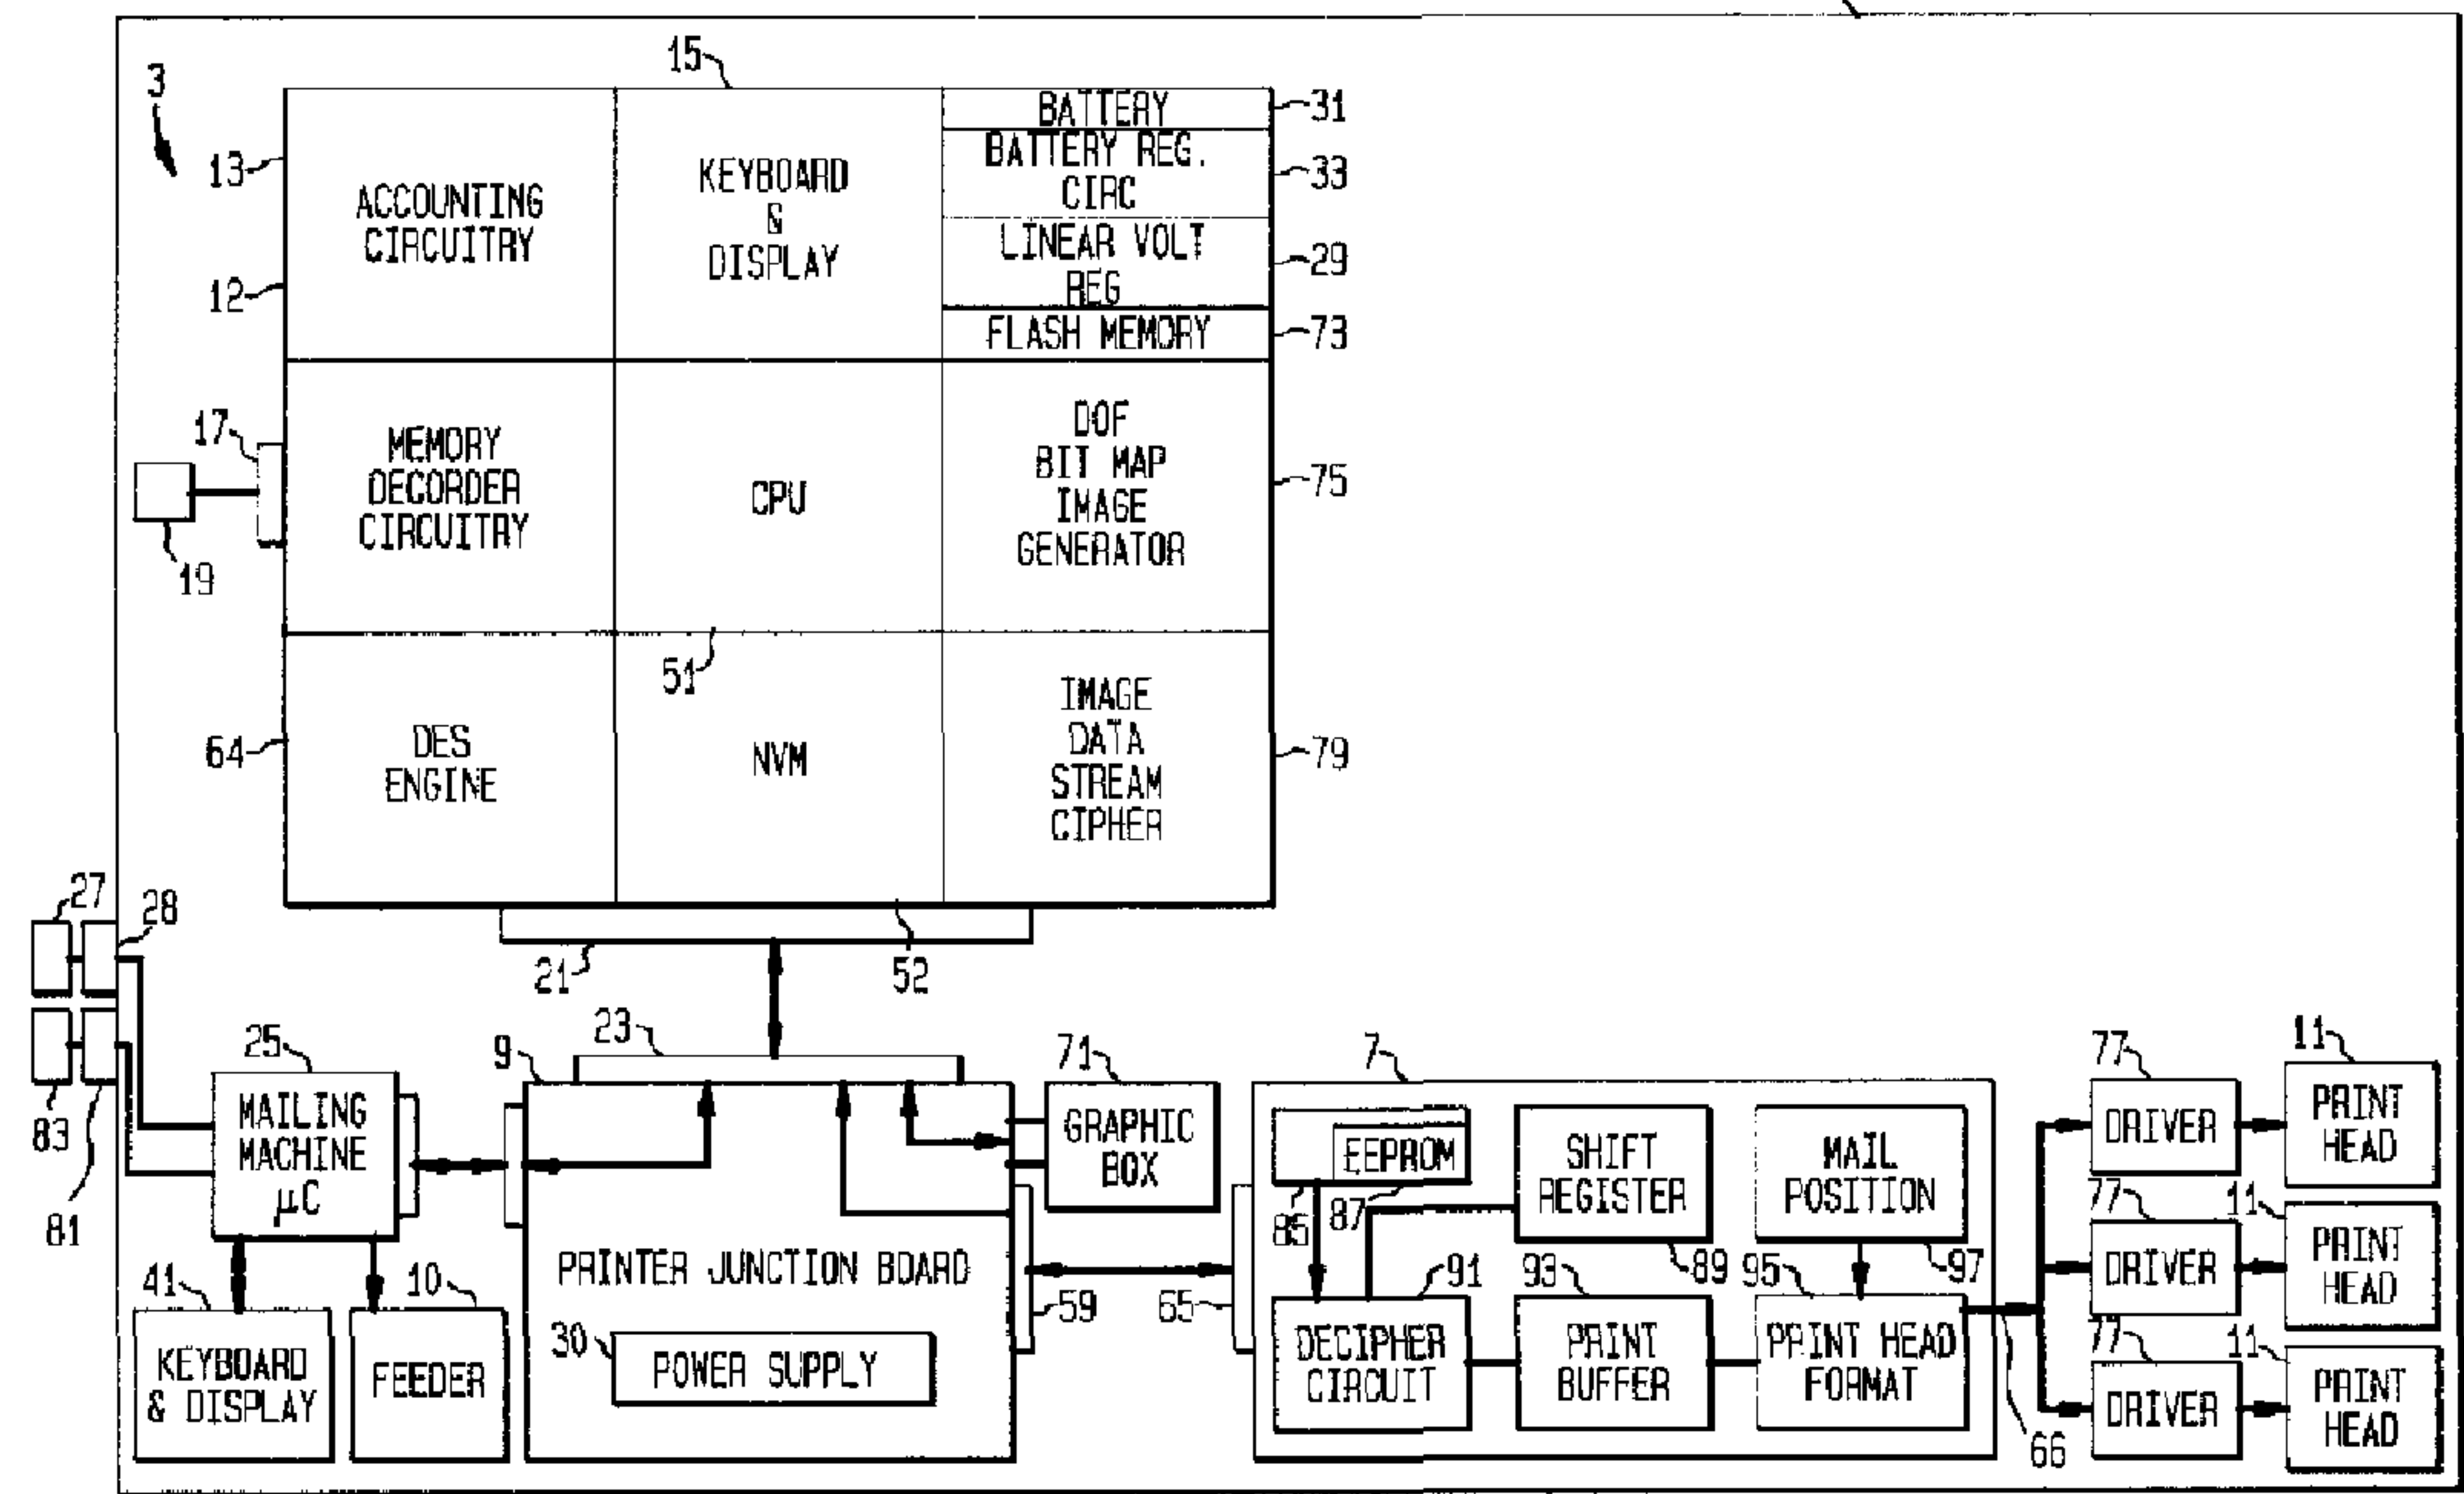 15
3
BATTERY
31
13
BATTERY REG.
CIRC
33
ACCOUNTING
CIRCUITRY
KEYBOARD
&
DISPLAY
LINEAR VOLT
REG
29
12
FLASH MEMORY
73
17
MEMORY
DECORDER
CIRCUITRY
CPU
DOF
BIT MAP
IMAGE
GENERATOR
75
19
51
64
DES
ENGINE
NVM
IMAGE
DATA
STREAM
CIPHER
79
27
28
21
52
83
81
25
MAILING
MACHINE
μC
9
23
71
GRAPHIC
BOX
7
EEPROM
85
87
SHIFT
REGISTER
89
MAIL
POSITION
97
77
DRIVER
11
PRINT
HEAD
77
DRIVER
11
PRINT
HEAD
77
DRIVER
11
PRINT
HEAD
41
KEYBOARD
& DISPLAY
10
FEEDER
PRINTER JUNCTION BOARD
30
POWER SUPPLY
59
65
91
DECIPHER
CIRCUIT
93
PRINT
BUFFER
95
PRINT HEAD
FORMAT
66